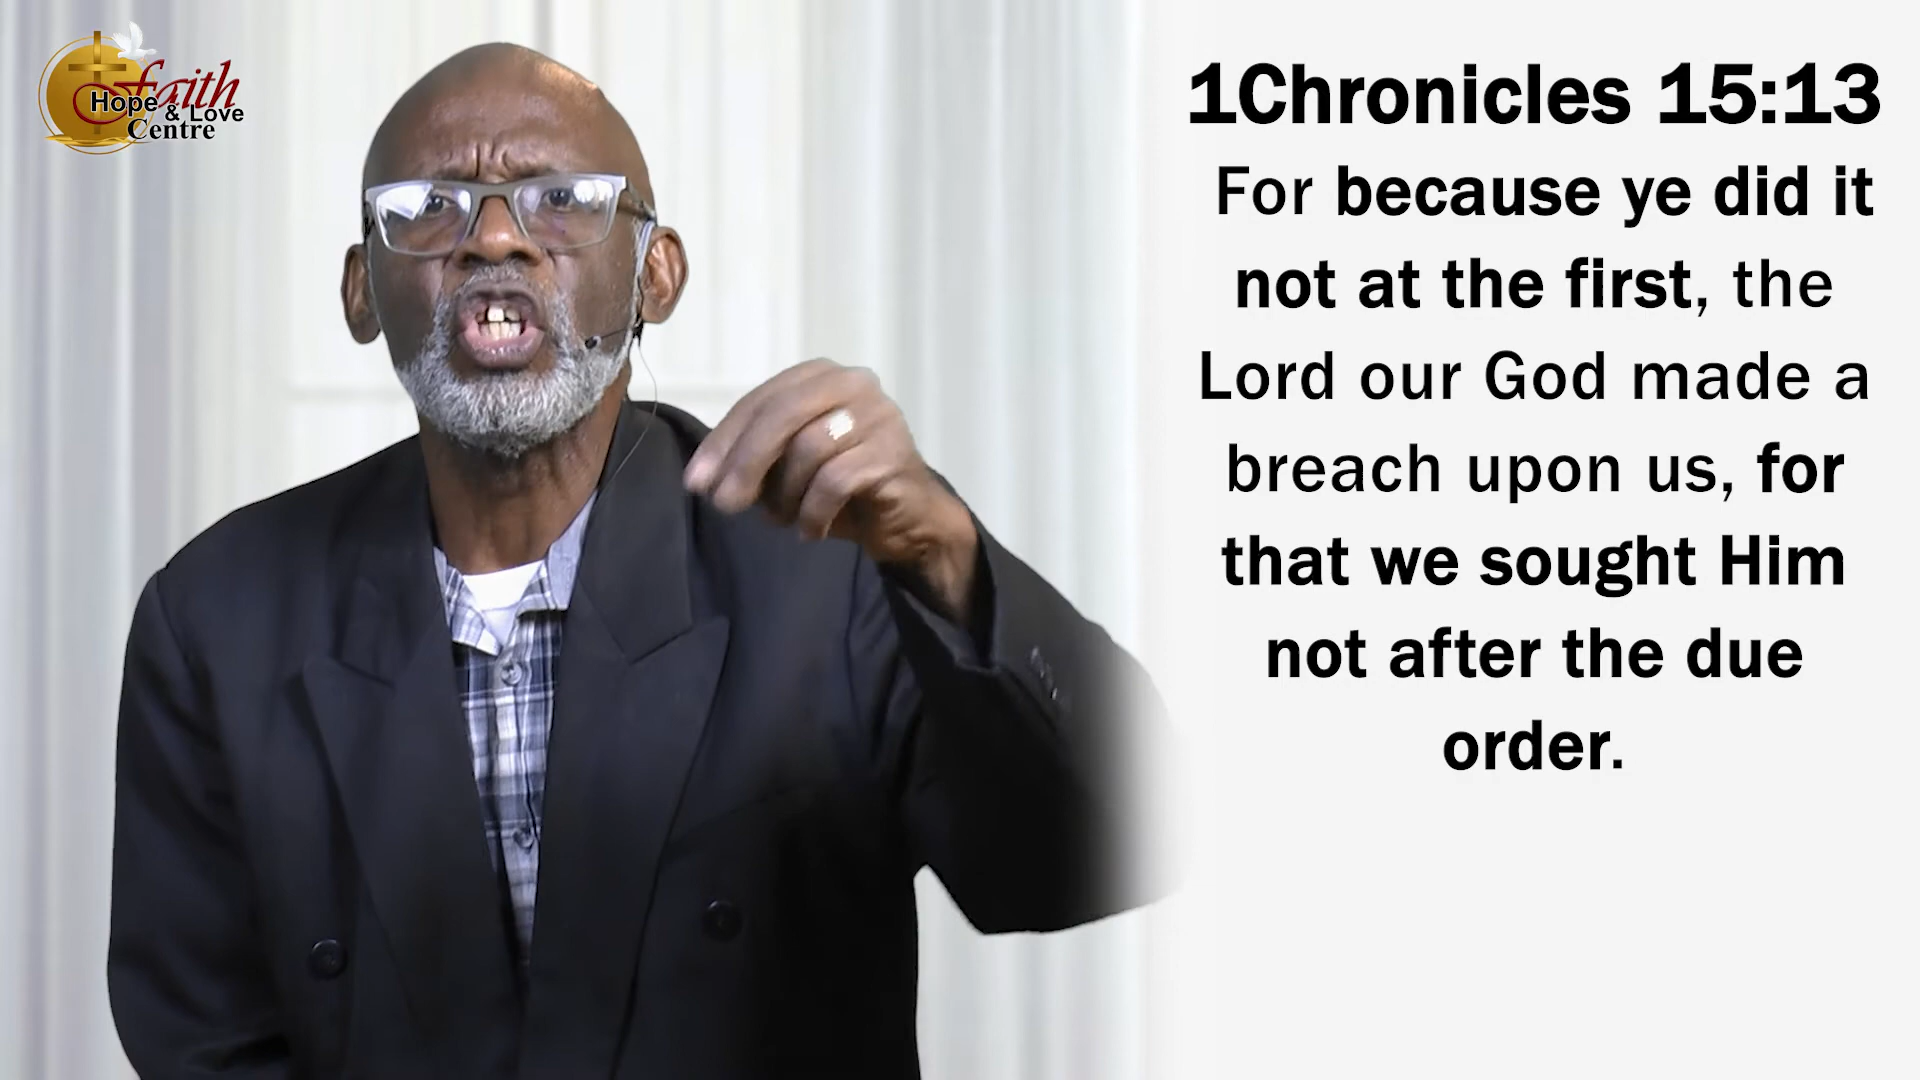 faith
Hope & Love
Centre
1Chronicles 15:13
For because ye did it
not at the first, the
Lord our God made a
breach upon us, for
that we sought Him
not after the due
order.